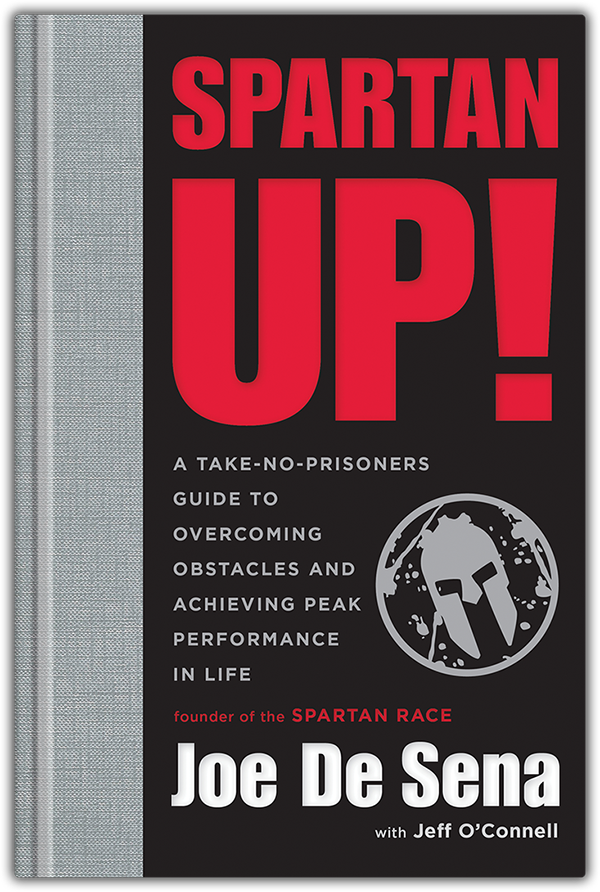 SPARTAN
UP!
A TAKE-NO-PRISONERS
GUIDE TO
OVERCOMING
OBSTACLES AND
ACHIEVING PEAK
PERFORMANCE
IN LIFE
founder of the SPARTAN RACE
Joe De Sena
with Jeff O'Connell